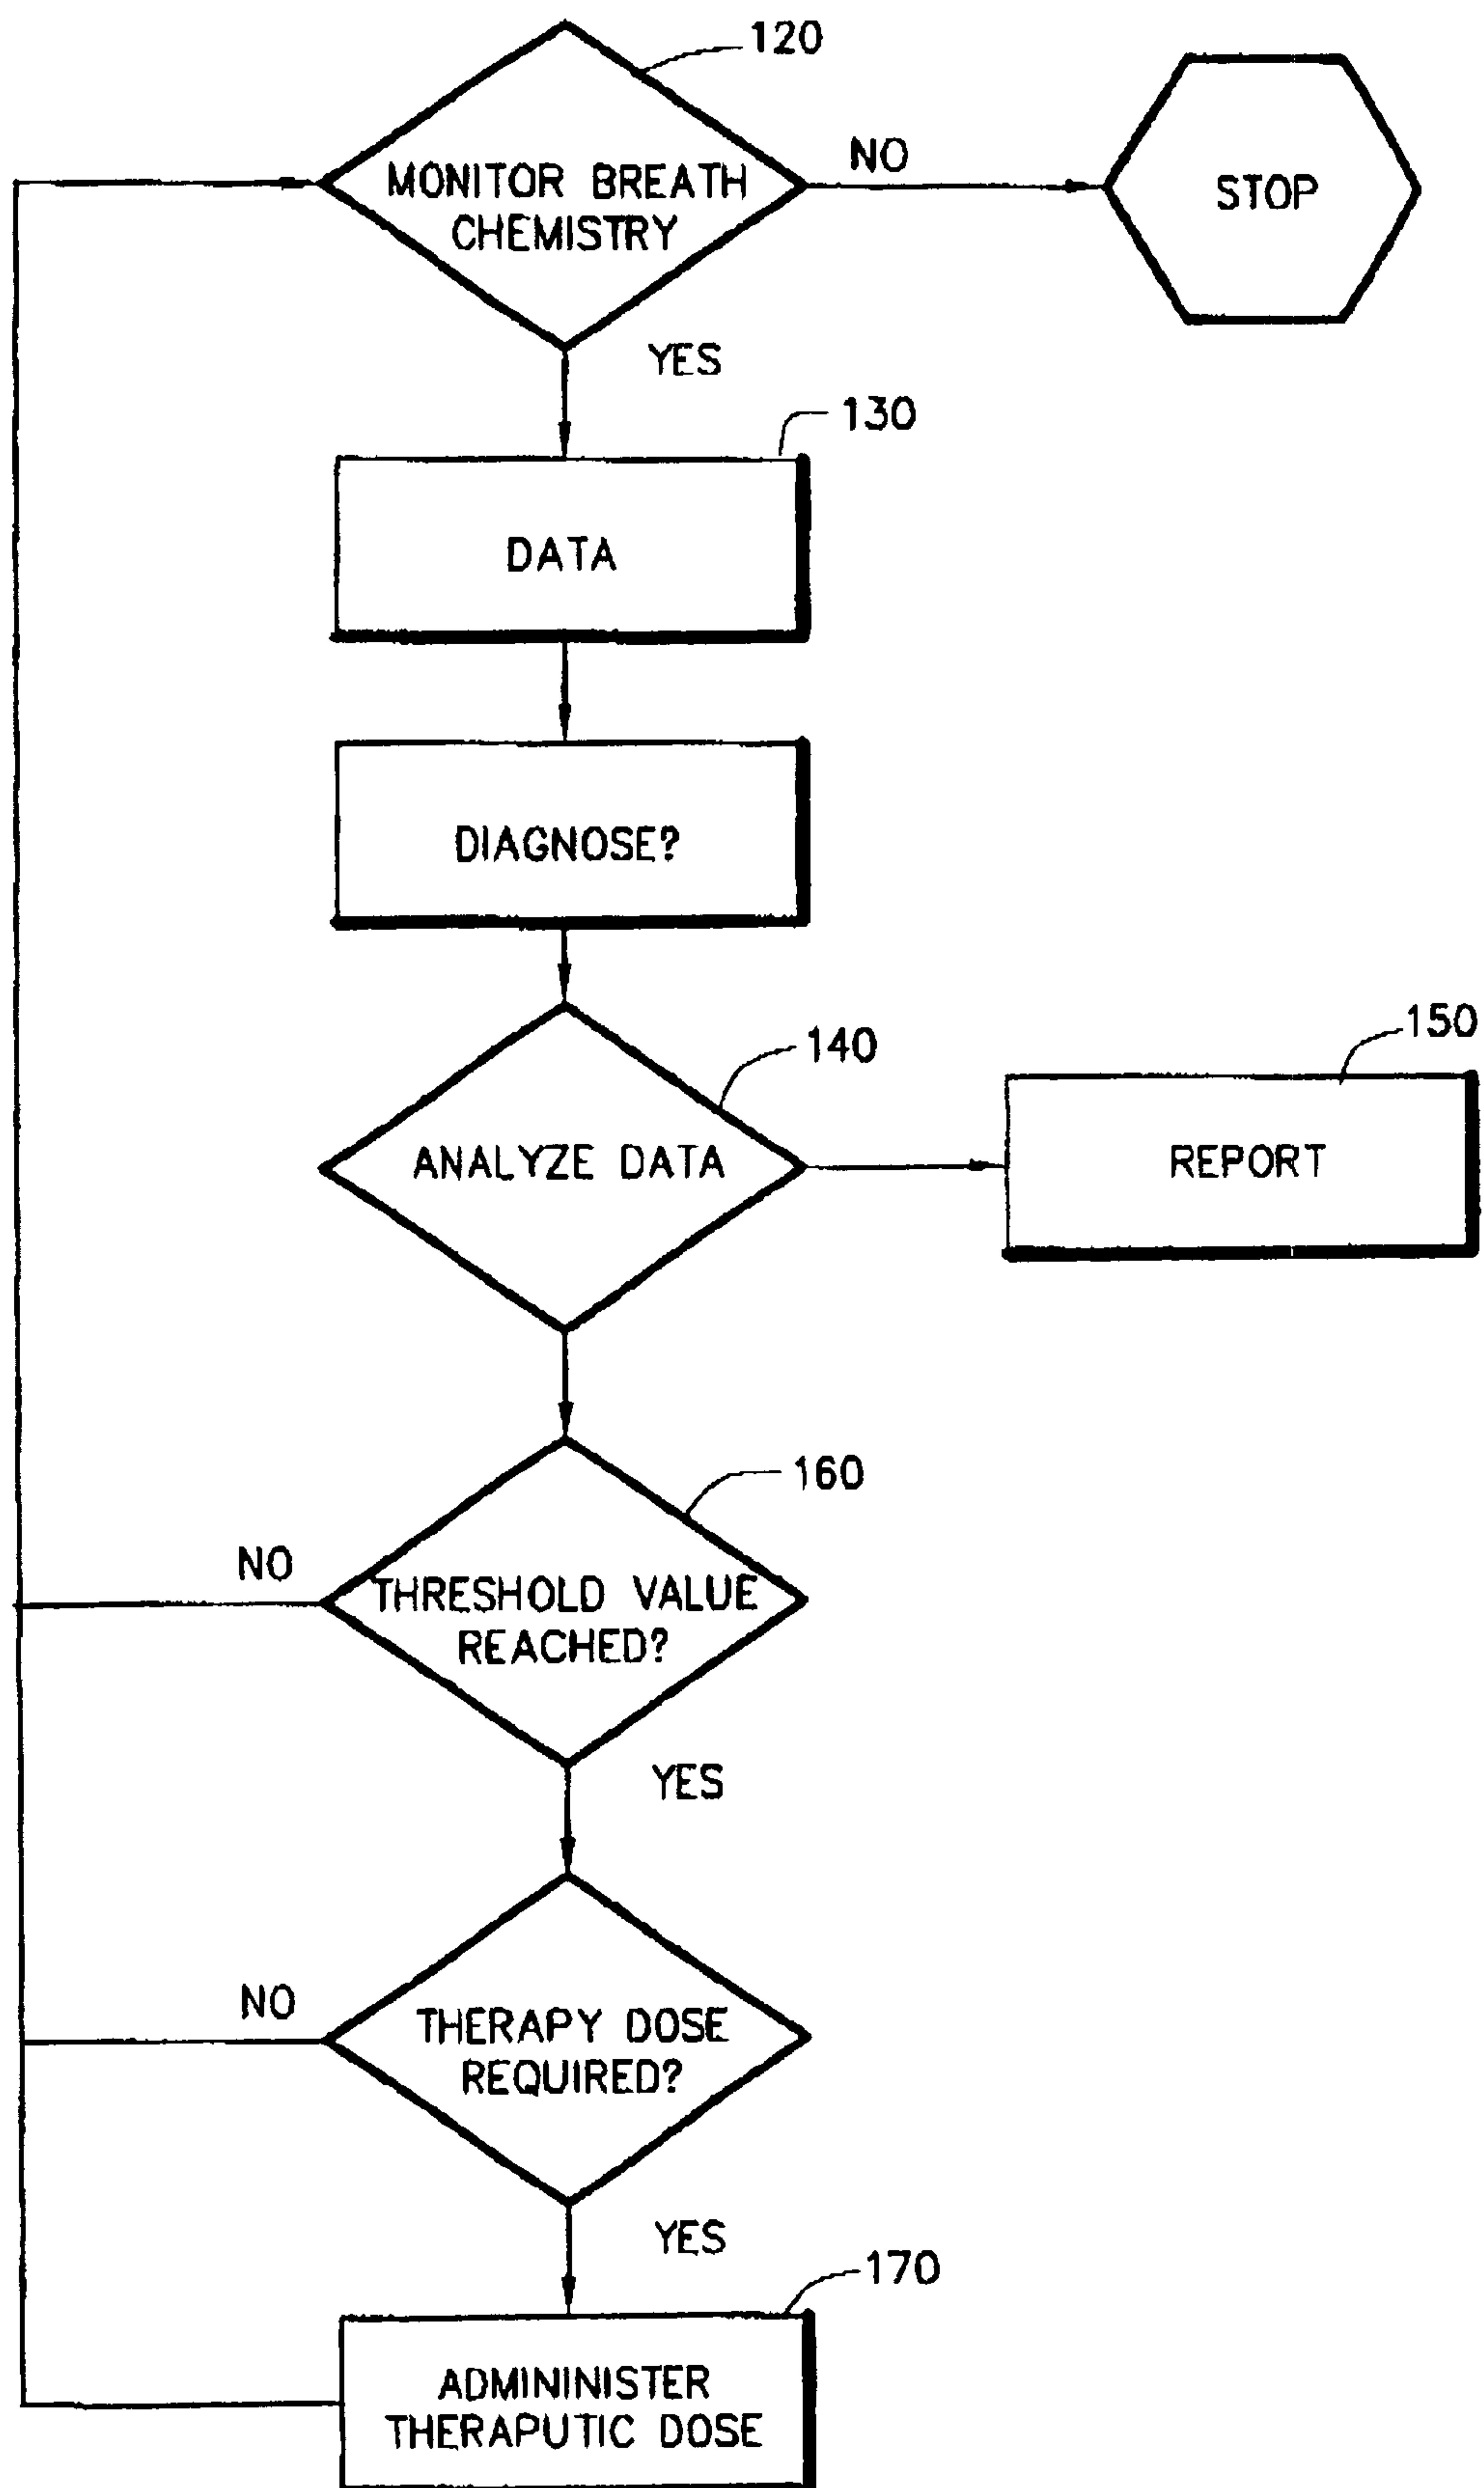 120
MONITOR BREATH
CHEMISTRY
NO
STOP
YES
130
DATA
DIAGNOSE?
140
ANALYZE DATA
150
REPORT
160
NO
THRESHOLD VALUE
REACHED?
YES
NO
THERAPY DOSE
REQUIRED?
YES
170
ADMININISTER
THERAPUTIC DOSE